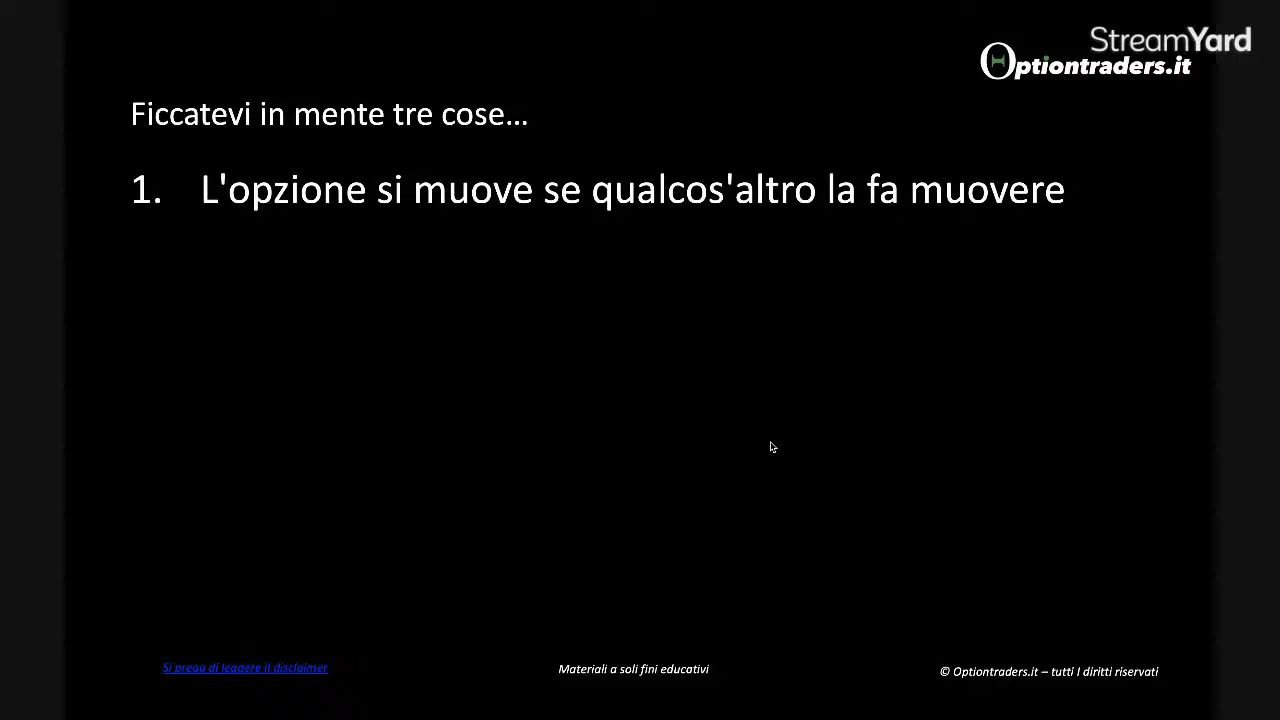 StreamYard
Optiontraders.it
Ficcatevi in mente tre cose...
1. L'opzione si muove se qualcos'altro la fa muovere
Si prega di leggere il disclaimer
Materiali a soli fini educativi
© Optiontraders.it – tutti I diritti riservati